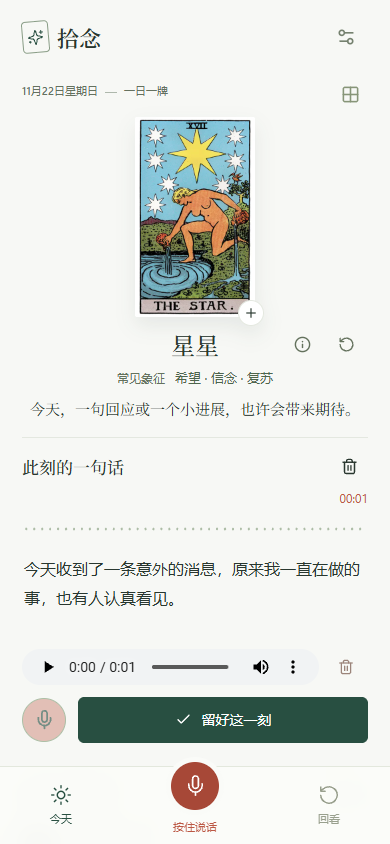 拾念
11月22日星期日 — 一日一牌
XVII
THE STAR.
星星
常见象征 希望 · 信念 · 复苏
今天，一句回应或一个小进展，也许会带来期待。
此刻的一句话
00:01
今天收到了一条意外的消息，原来我一直在做的
事，也有人认真看见。
0:00 / 0:01
留好这一刻
今天
按住说话
回看